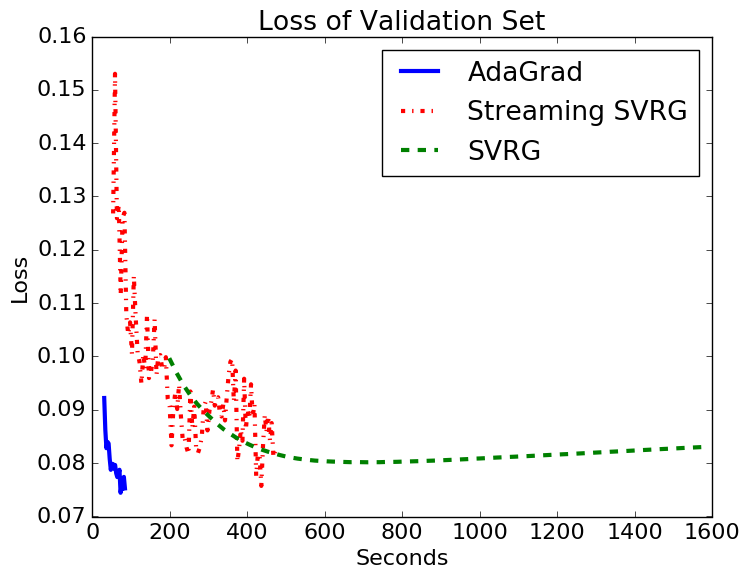 Loss of Validation Set
0.16
0.15
0.14
0.13
0.12
0.11
0.10
0.09
0.08
0.07
Loss
AdaGrad
Streaming SVRG
SVRG
0 200 400 600 800 1000 1200 1400 1600
Seconds